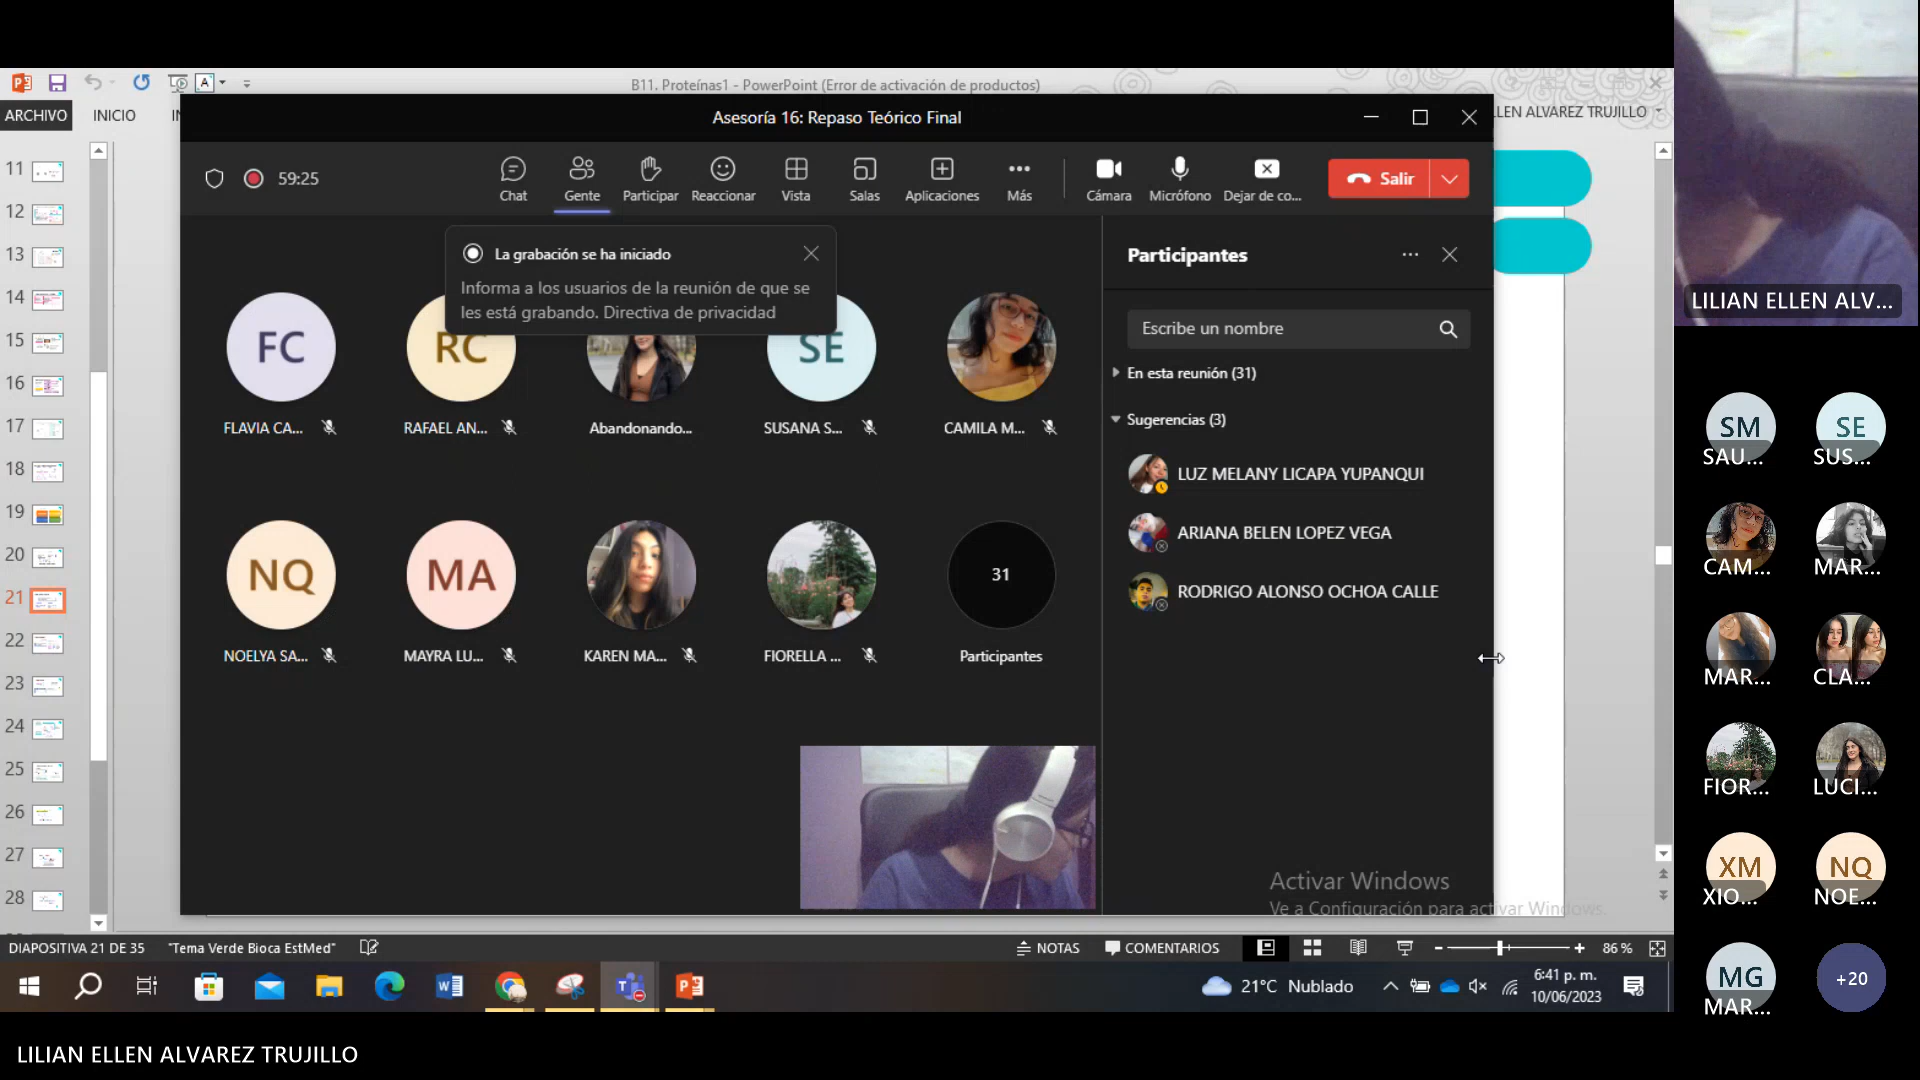 B11. Proteínas1 - PowerPoint (Error de activación de productos)
ARCHIVO
INICIO
LLEN ALVAREZ TRUJILLO
Asesoría 16: Repaso Teórico Final
59:25
Chat
Gente
Participar
Reaccionar
Vista
Salas
Aplicaciones
Más
Cámara
Micrófono
Dejar de co...
Salir
La grabación se ha iniciado
Informa a los usuarios de la reunión de que se
les está grabando. Directiva de privacidad
FC
RC
SE
FLAVIA CA...
RAFAEL AN...
Abandonando...
SUSANA S...
CAMILA M...
NQ
MA
31
NOELYA SA...
MAYRA LU...
KAREN MA...
FIORELLA ...
Participantes
Participantes
Escribe un nombre
En esta reunión (31)
Sugerencias (3)
LUZ MELANY LICAPA YUPANQUI
ARIANA BELEN LOPEZ VEGA
RODRIGO ALONSO OCHOA CALLE
Activar Windows
Ve a Configuración para activar Windows.
11
12
13
14
15
16
17
18
19
20
21
22
23
24
25
26
27
28
DIAPOSITIVA 21 DE 35
"Tema Verde Bioca EstMed"
NOTAS
COMENTARIOS
86 %
21°C Nublado
6:41 p. m.
10/06/2023
LILIAN ELLEN ALV...
SM
SAU...
SE
SUS...
CAM...
MAR...
MAR...
CLA...
FIOR...
LUCI...
XM
XIO...
NQ
NOE...
MG
MAR...
+20
LILIAN ELLEN ALVAREZ TRUJILLO